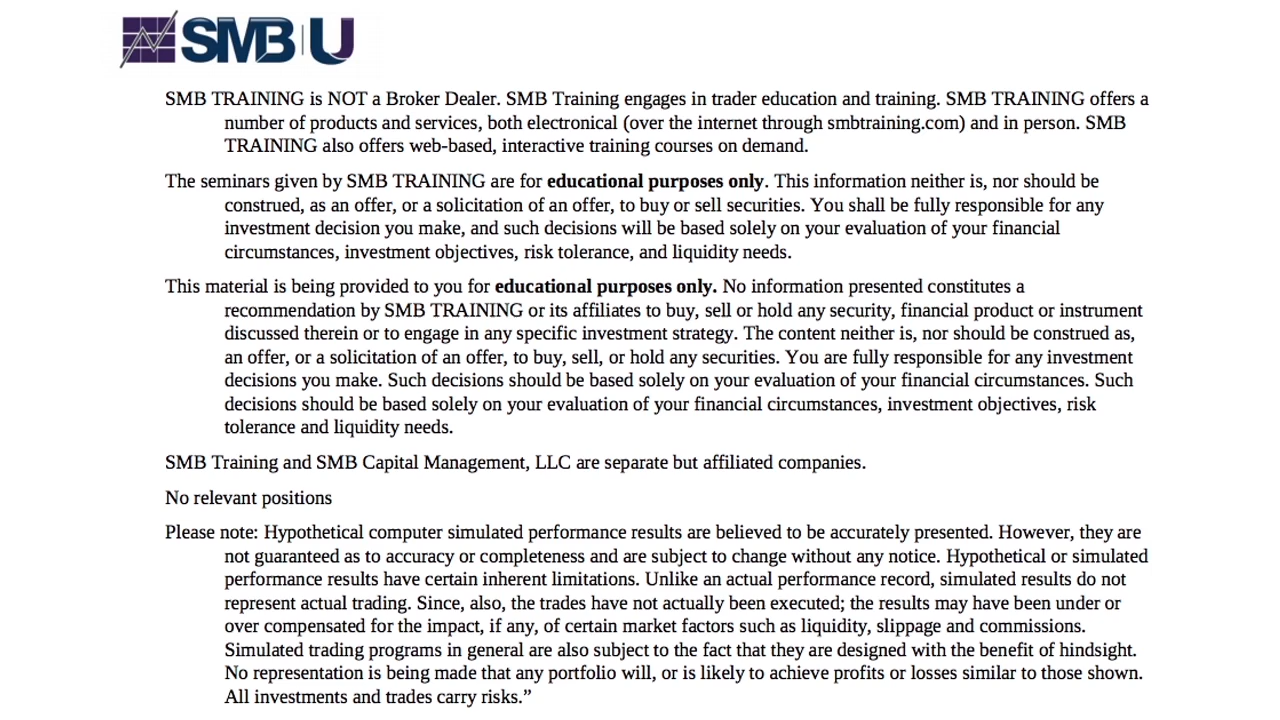 SMB U
SMB TRAINING is NOT a Broker Dealer. SMB Training engages in trader education and training. SMB TRAINING offers a
number of products and services, both electronical (over the internet through smbtraining.com) and in person. SMB
TRAINING also offers web-based, interactive training courses on demand.
The seminars given by SMB TRAINING are for educational purposes only. This information neither is, nor should be
construed, as an offer, or a solicitation of an offer, to buy or sell securities. You shall be fully responsible for any
investment decision you make, and such decisions will be based solely on your evaluation of your financial
circumstances, investment objectives, risk tolerance, and liquidity needs.
This material is being provided to you for educational purposes only. No information presented constitutes a
recommendation by SMB TRAINING or its affiliates to buy, sell or hold any security, financial product or instrument
discussed therein or to engage in any specific investment strategy. The content neither is, nor should be construed as,
an offer, or a solicitation of an offer, to buy, sell, or hold any securities. You are fully responsible for any investment
decisions you make. Such decisions should be based solely on your evaluation of your financial circumstances. Such
decisions should be based solely on your evaluation of your financial circumstances, investment objectives, risk
tolerance and liquidity needs.
SMB Training and SMB Capital Management, LLC are separate but affiliated companies.
No relevant positions
Please note: Hypothetical computer simulated performance results are believed to be accurately presented. However, they are
not guaranteed as to accuracy or completeness and are subject to change without any notice. Hypothetical or simulated
performance results have certain inherent limitations. Unlike an actual performance record, simulated results do not
represent actual trading. Since, also, the trades have not actually been executed; the results may have been under or
over compensated for the impact, if any, of certain market factors such as liquidity, slippage and commissions.
Simulated trading programs in general are also subject to the fact that they are designed with the benefit of hindsight.
No representation is being made that any portfolio will, or is likely to achieve profits or losses similar to those shown.
All investments and trades carry risks.”